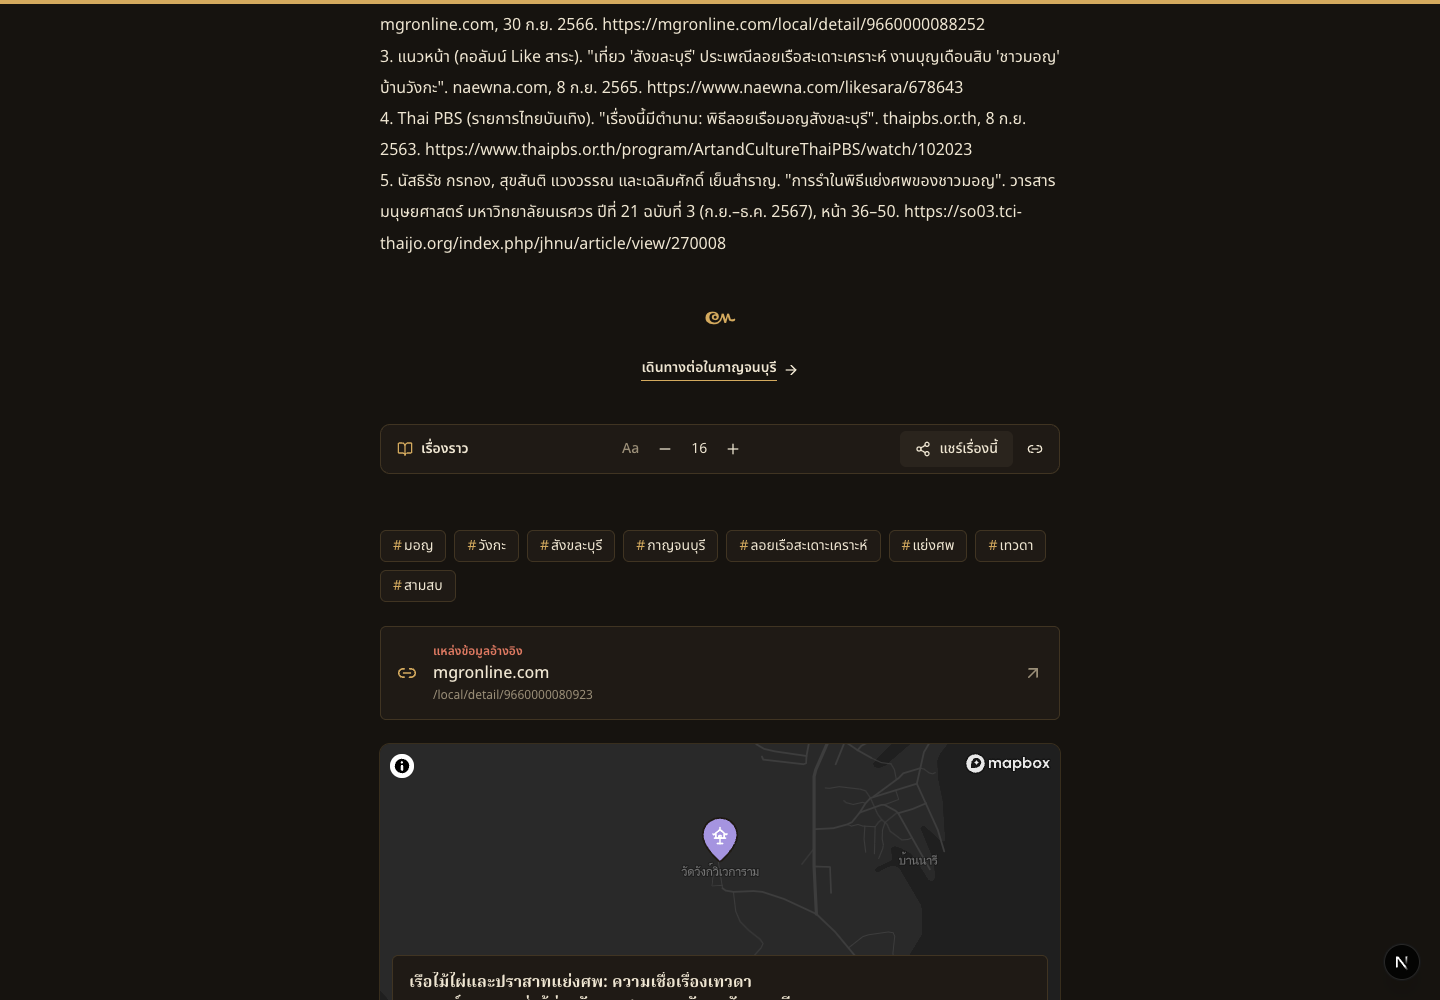 mgronline.com, 30 ก.ย. 2566. https://mgronline.com/local/detail/9660000088252
3. แนวหน้า (คอลัมน์ Like สาระ). "เที่ยว 'สังขละบุรี' ประเพณีลอยเรือสะเดาะเคราะห์ งานบุญเดือนสิบ 'ชาวมอญ'
บ้านวังกะ". naewna.com, 8 ก.ย. 2565. https://www.naewna.com/likesara/678643
4. Thai PBS (รายการไทยบันเทิง). "เรื่องนี้มีตำนาน: พิธีลอยเรือมอญสังขละบุรี". thaipbs.or.th, 8 ก.ย.
2563. https://www.thaipbs.or.th/program/ArtandCultureThaiPBS/watch/102023
5. นัสธิรัช กรทอง, สุขสันติ แวงวรรณ และเฉลิมศักดิ์ เย็นสำราญ. "การรำในพิธีแย่งศพของชาวมอญ". วารสาร
มนุษยศาสตร์ มหาวิทยาลัยนเรศวร ปีที่ 21 ฉบับที่ 3 (ก.ย.–ธ.ค. 2567), หน้า 36–50. https://so03.tci-
thaijo.org/index.php/jhnu/article/view/270008
เดินทางต่อในกาญจนบุรี
เรื่องราว
Aa − 16 +
แชร์เรื่องนี้
#มอญ #วังกะ #สังขละบุรี #กาญจนบุรี #ลอยเรือสะเดาะเคราะห์ #แย่งศพ #เทวดา
#สามสบ
แหล่งข้อมูลอ้างอิง
mgronline.com
/local/detail/9660000080923
mapbox
บ้านนารี
วัดวังก์วิเวการาม
เรือไม้ไผ่และปราสาทแย่งศพ: ความเชื่อเรื่องเทวดา